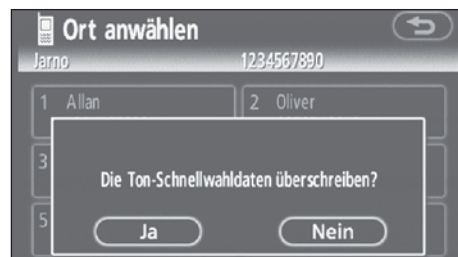 Ort anwählen
Jarno 1234567890
1 Allan 2 Oliver
3
Die Ton-Schnellwahldaten überschreiben?
5
Ja Nein